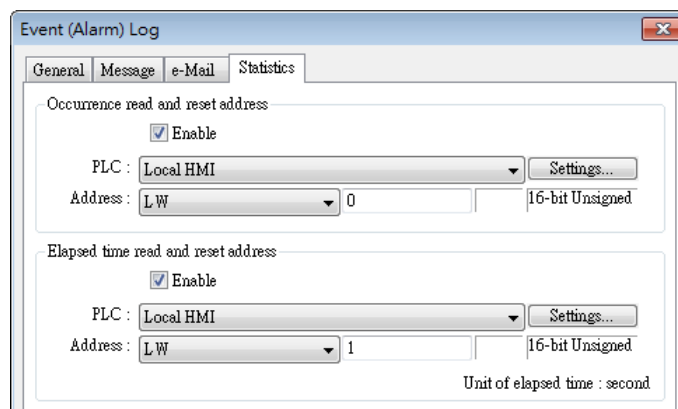 Event (Alarm) Log
General Message e-Mail Statistics
Occurrence read and reset address
Enable
PLC : Local HMI Settings...
Address : LW 0 16-bit Unsigned
Elapsed time read and reset address
Enable
PLC : Local HMI Settings...
Address : LW 1 16-bit Unsigned
Unit of elapsed time : second